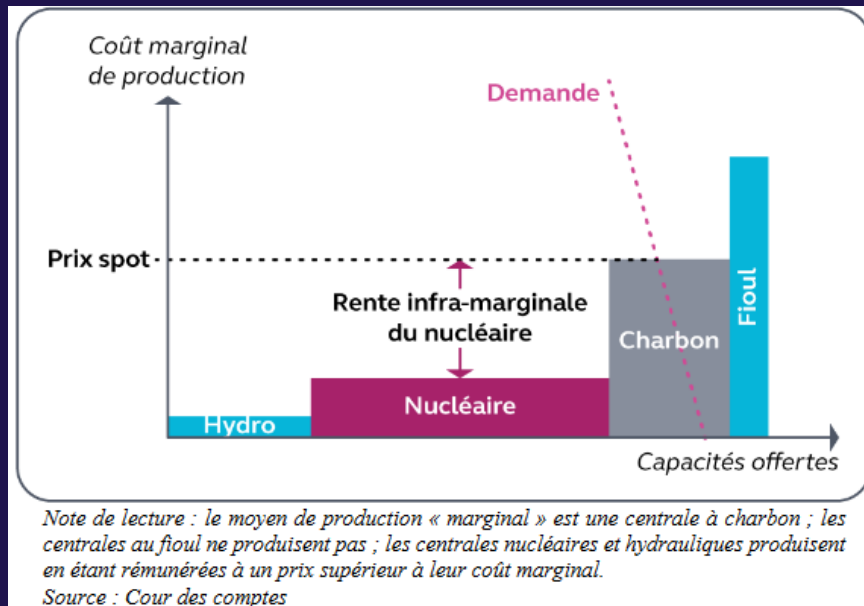 Coût marginal
de production
Demande
Prix spot
Rente infra-marginale
du nucléaire
Charbon
Fioul
Nucléaire
Hydro
Capacités offertes
Note de lecture : le moyen de production « marginal » est une centrale à charbon ; les
centrales au fioul ne produisent pas ; les centrales nucléaires et hydrauliques produisent
en étant rémunérées à un prix supérieur à leur coût marginal.
Source : Cour des comptes